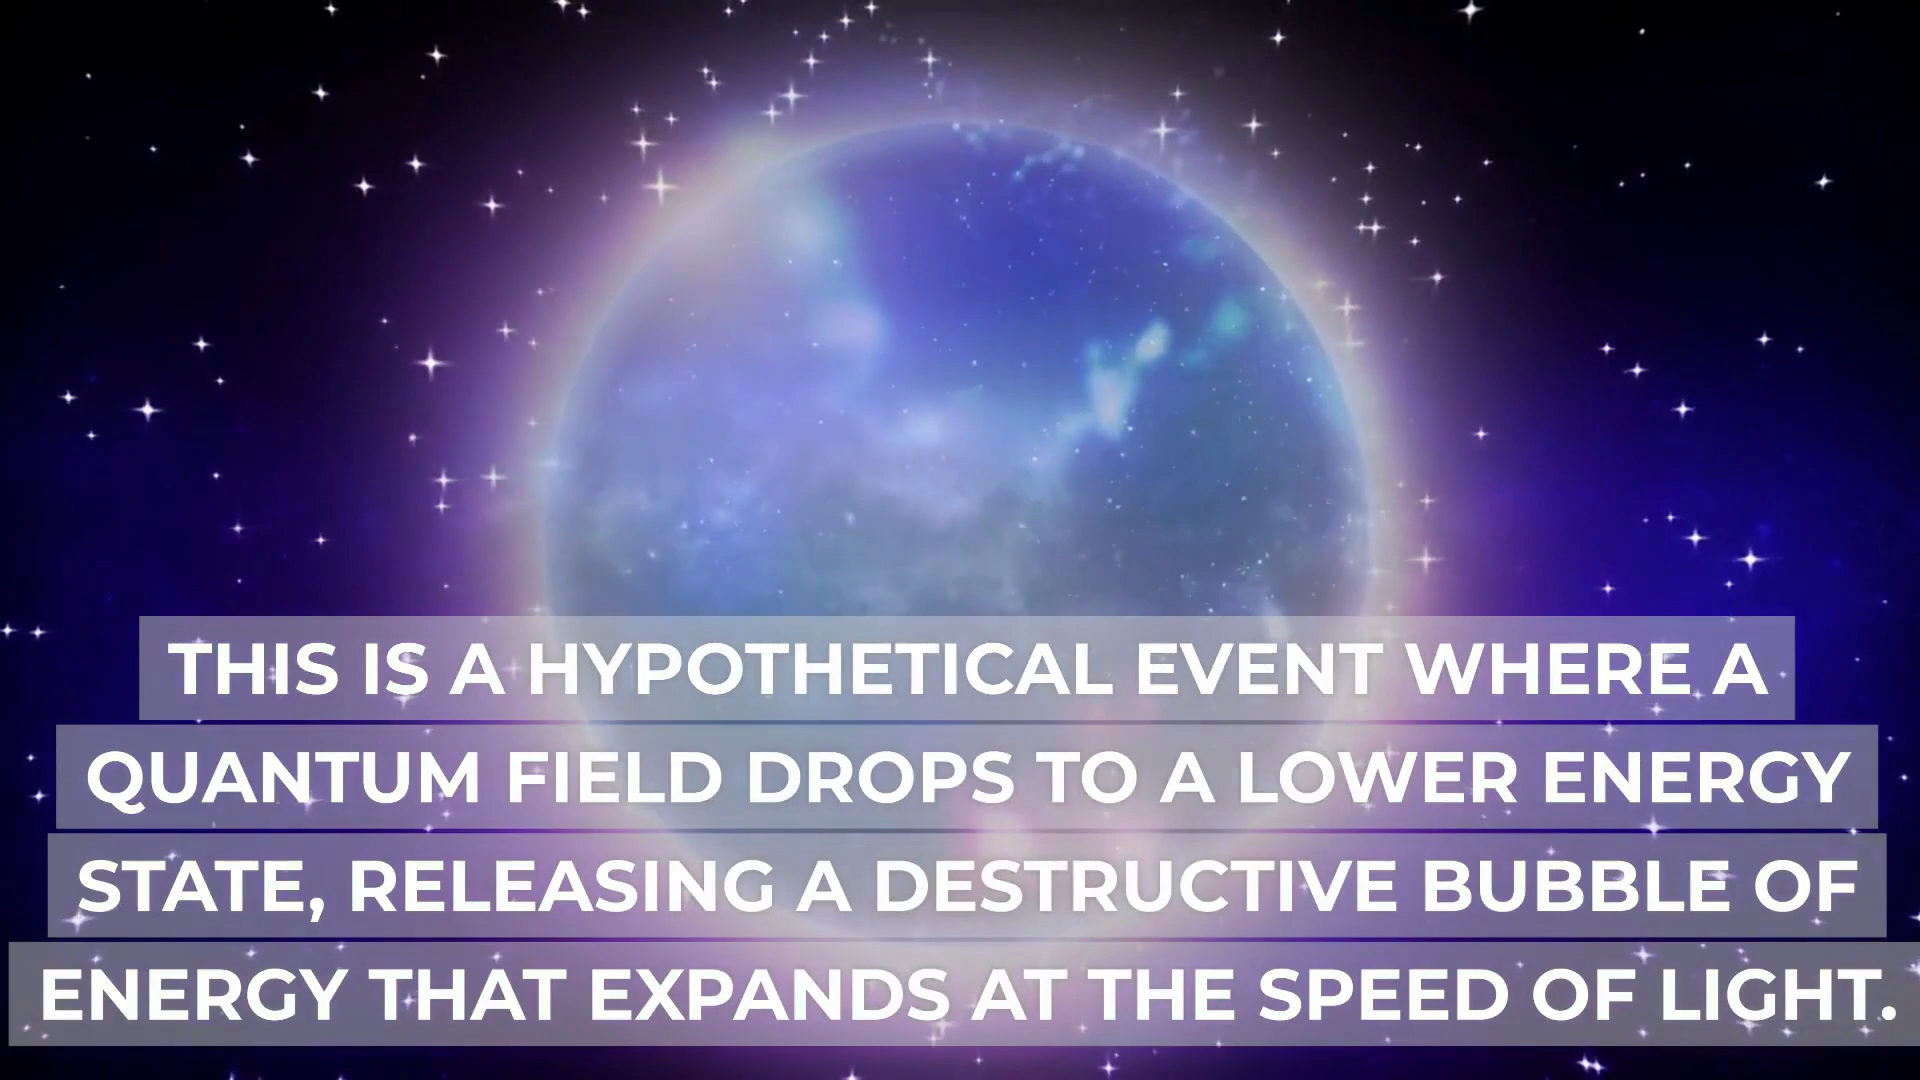 THIS IS A HYPOTHETICAL EVENT WHERE A
QUANTUM FIELD DROPS TO A LOWER ENERGY
STATE, RELEASING A DESTRUCTIVE BUBBLE OF
ENERGY THAT EXPANDS AT THE SPEED OF LIGHT.